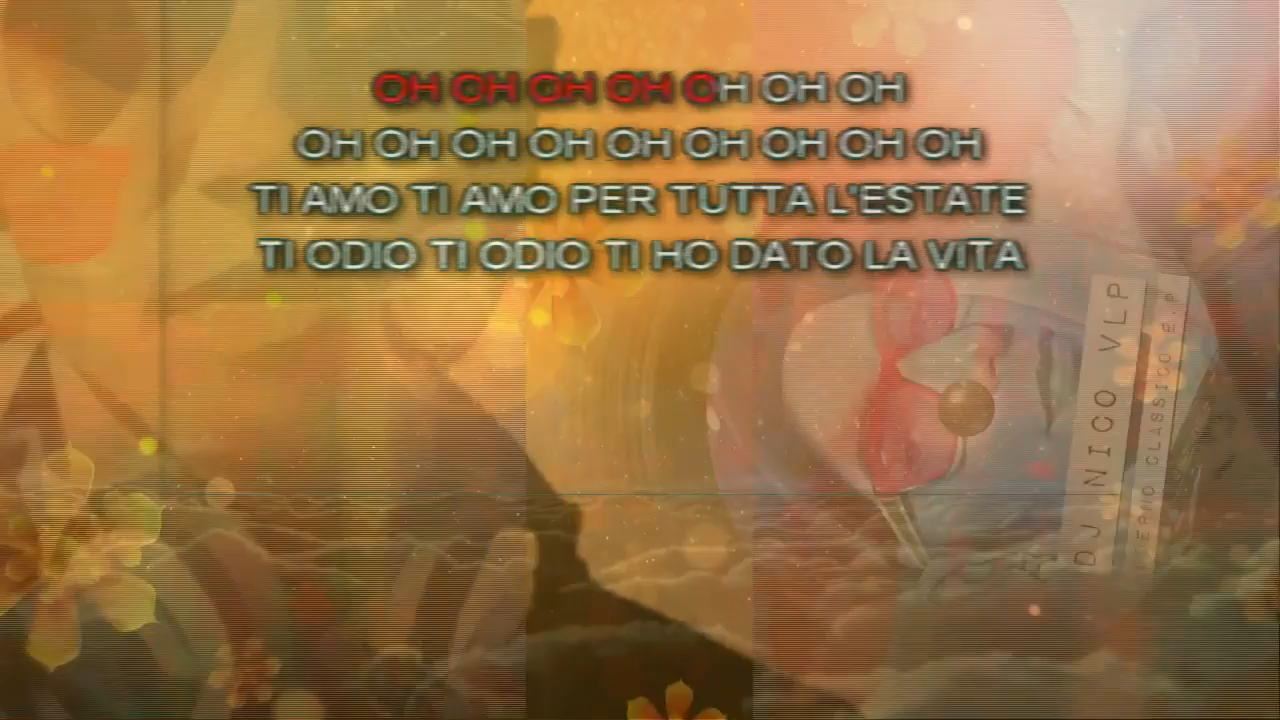 OH OH OH OH OH OH OH
OH OH OH OH OH OH OH OH OH
TI AMO TI AMO PER TUTTA L'ESTATE
TI ODIO TI ODIO TI HO DATO LA VITA
DJ NICO VLP
CLASSICO E.P